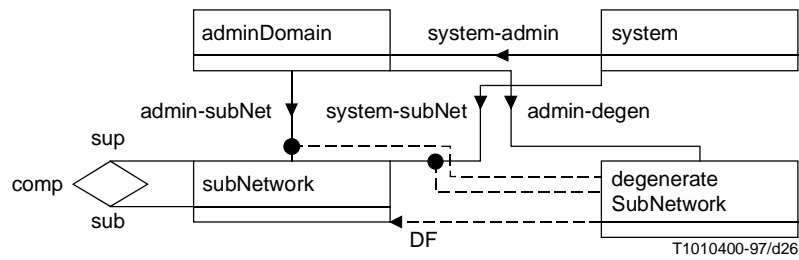 adminDomain
system-admin
system
admin-subNet
system-subNet
admin-degen
sup
comp
subNetwork
degenerate
SubNetwork
sub
DF
T1010400-97/d26